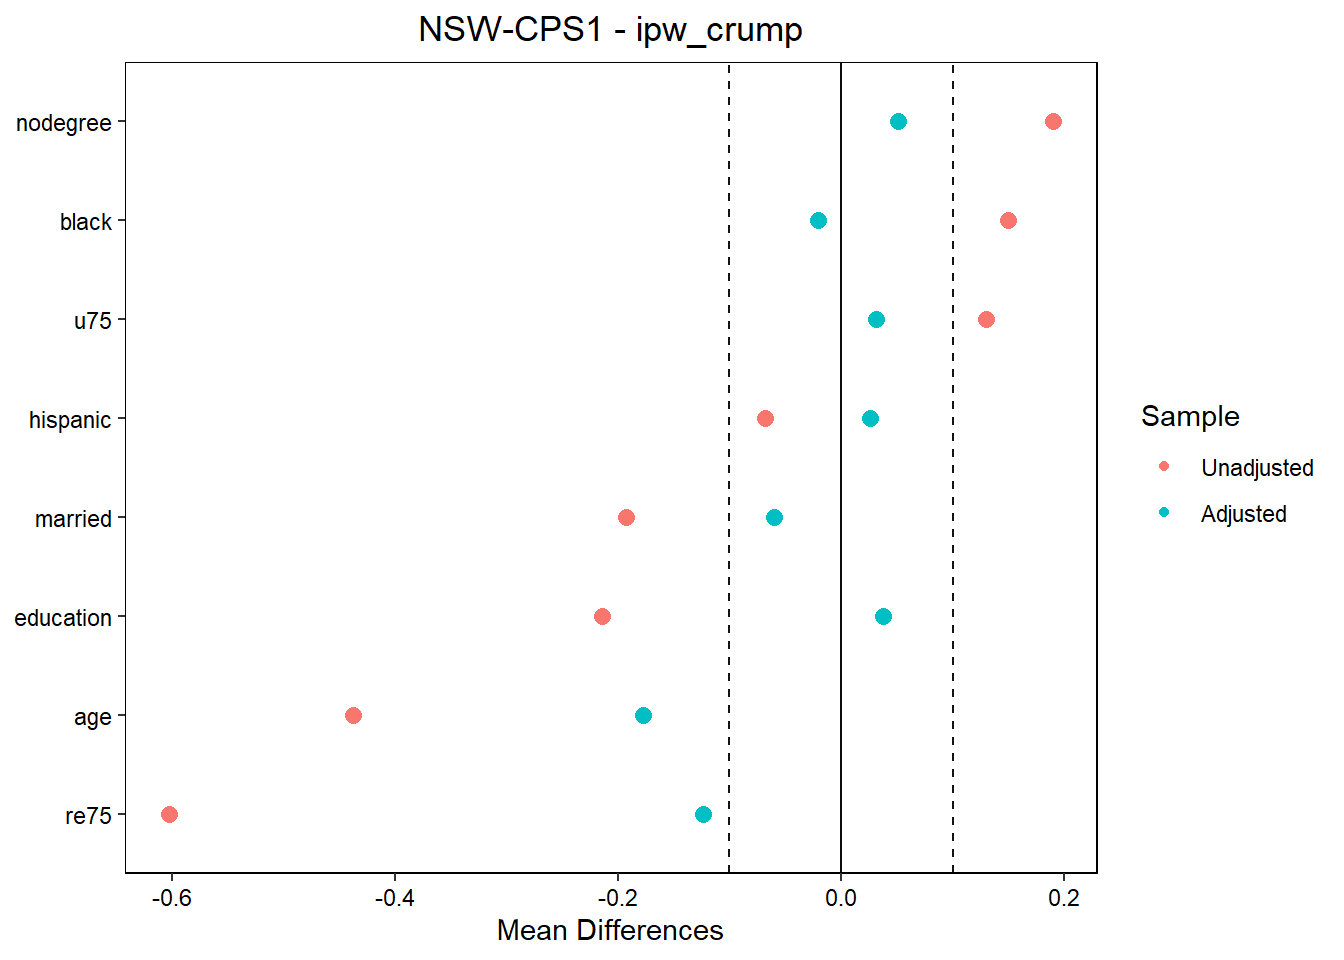 NSW-CPS1 - ipw_crump
nodegree
black
u75
hispanic
married
education
age
re75
-0.6 -0.4 -0.2 0.0 0.2
Mean Differences
Sample
Unadjusted
Adjusted